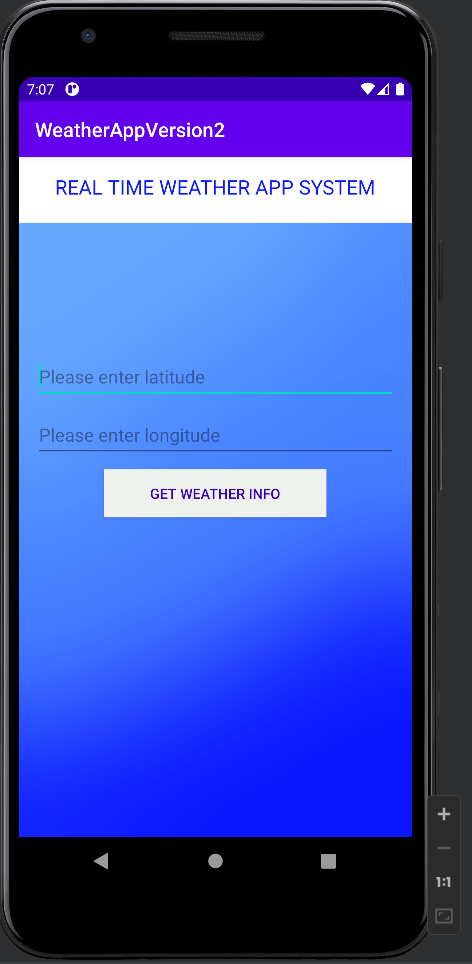 7:07
WeatherAppVersion2
REAL TIME WEATHER APP SYSTEM
Please enter latitude
Please enter longitude
GET WEATHER INFO
1:1